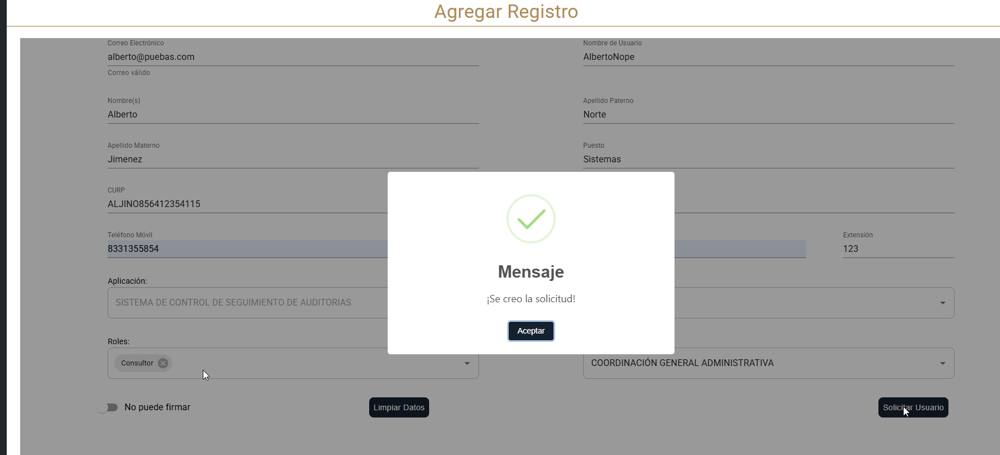 Agregar Registro
Correo Electrónico
alberto@puebas.com
Correo válido
Nombre de Usuario
AlbertoNope
Nombre(s)
Alberto
Apellido Paterno
Norte
Apellido Materno
Jimenez
Puesto
Sistemas
CURP
ALJINO856412354115
Teléfono Móvil
8331355854
Extensión
123
Aplicación:
SISTEMA DE CONTROL DE SEGUIMIENTO DE AUDITORIAS
Roles:
Consultor
COORDINACIÓN GENERAL ADMINISTRATIVA
No puede firmar
Limpiar Datos
Solicitar Usuario
Mensaje
¡Se creo la solicitud!
Aceptar